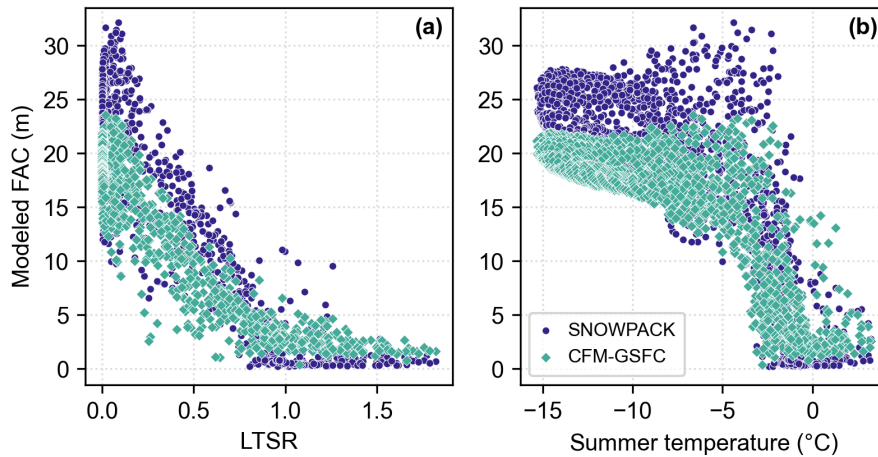 (a)
(b)
Modeled FAC (m)
30
25
20
15
10
5
0
0.0 0.5 1.0 1.5
LTSR
30
25
20
15
10
5
0
SNOWPACK
CFM-GSFC
−15 −10 −5 0
Summer temperature (°C)